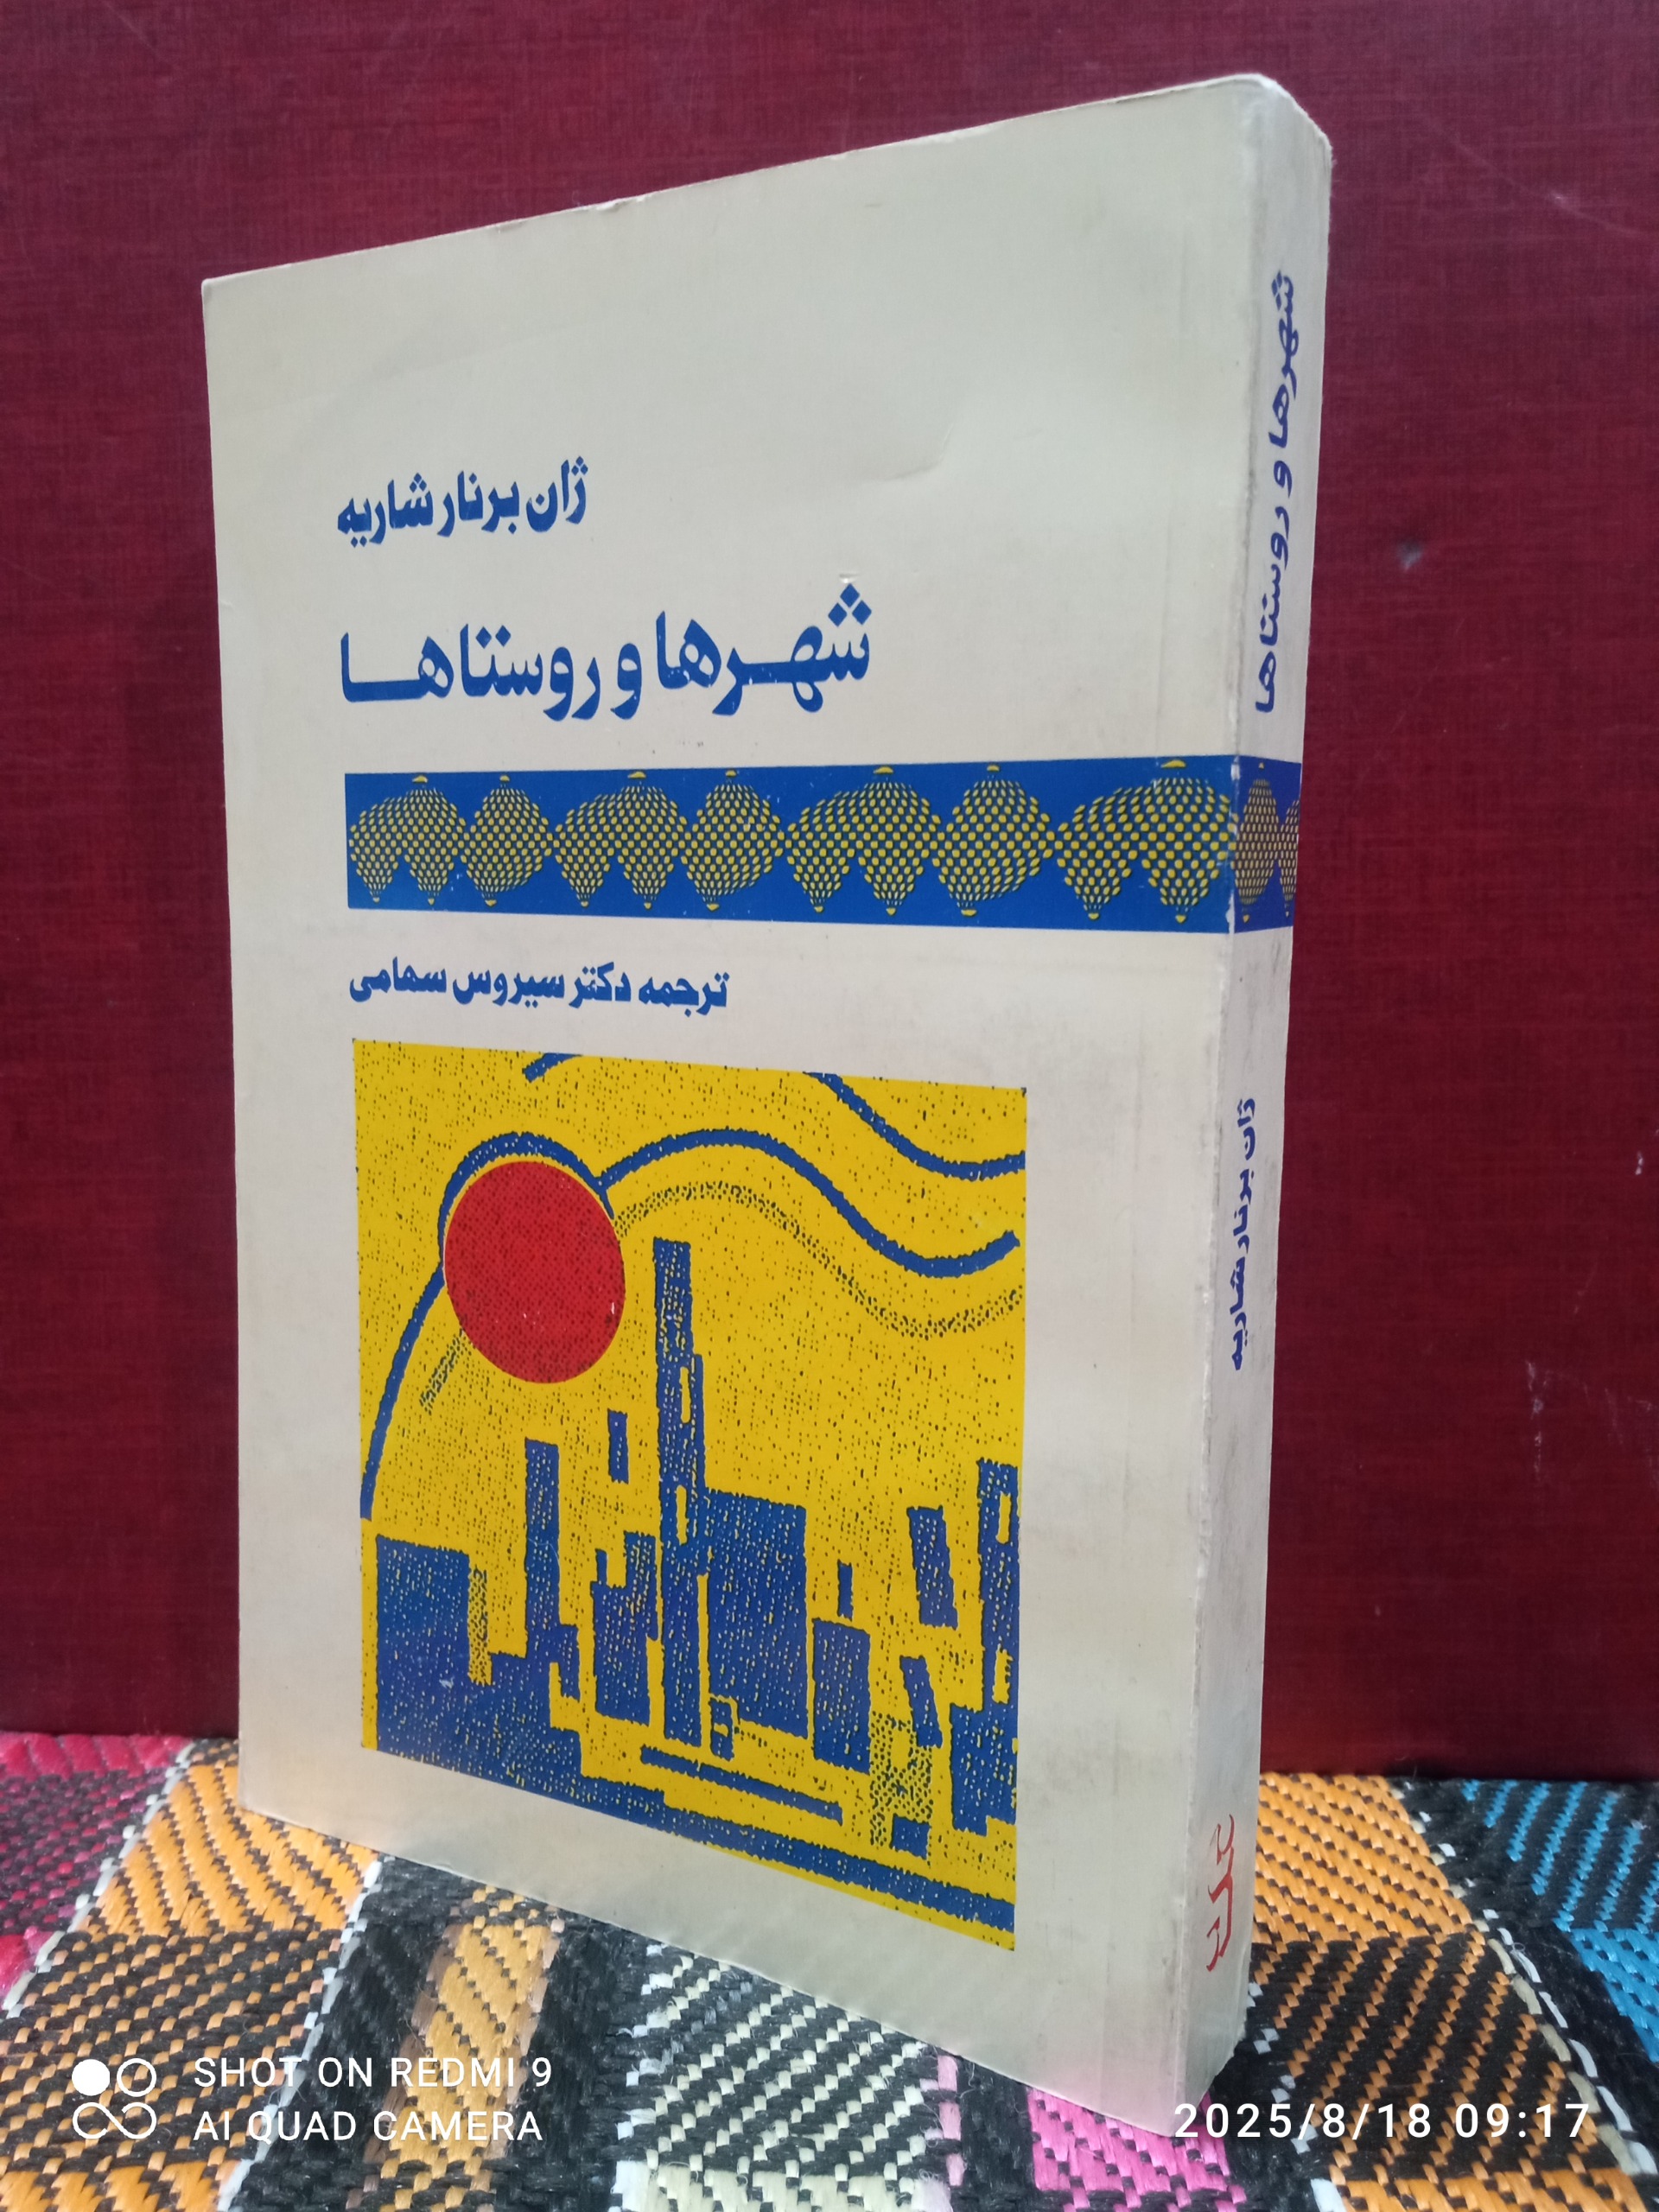 ژان برنار شاریه
شهرها و روستاها
ترجمه دکتر سیروس سهامی
شهرها و روستاها
ژان برنار شاریه
SHOT ON REDMI 9
AI QUAD CAMERA
2025/8/18 09:17